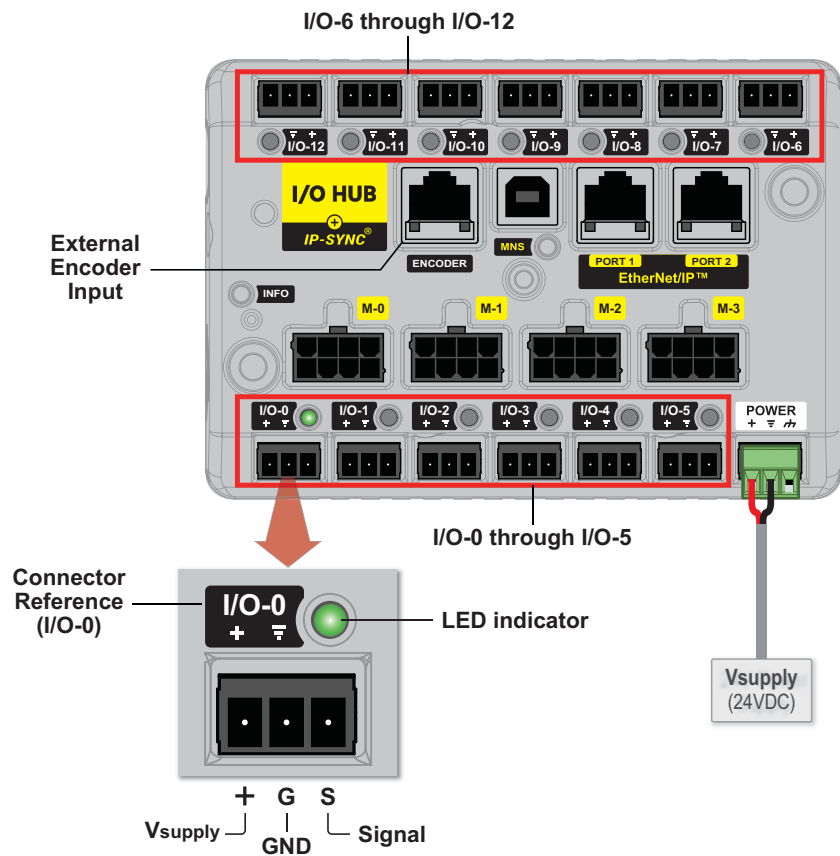 I/O-6 through I/O-12
+
I/O-12
+
I/O-11
+
I/O-10
+
I/O-9
+
I/O-8
+
I/O-7
+
I/O-6
I/O HUB
+
IP-SYNC®
External
Encoder
Input
ENCODER
MNS
PORT 1
PORT 2
EtherNet/IP™
INFO
M-0
M-1
M-2
M-3
I/O-0
+
I/O-1
+
I/O-2
+
I/O-3
+
I/O-4
+
I/O-5
+
POWER
+
I/O-0 through I/O-5
Connector
Reference
(I/O-0)
I/O-0
+
LED indicator
Vsupply
(24VDC)
+ G S
Vsupply
GND
Signal